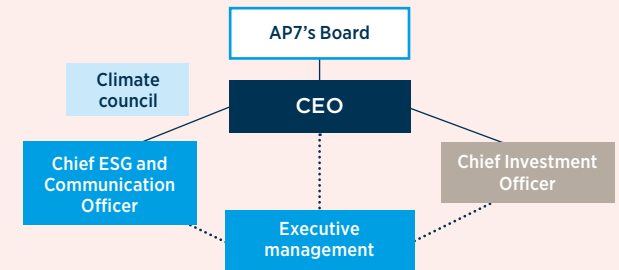 AP7’s Board
Climate
council
CEO
Chief ESG and
Communication
Officer
Chief Investment
Officer
Executive
management